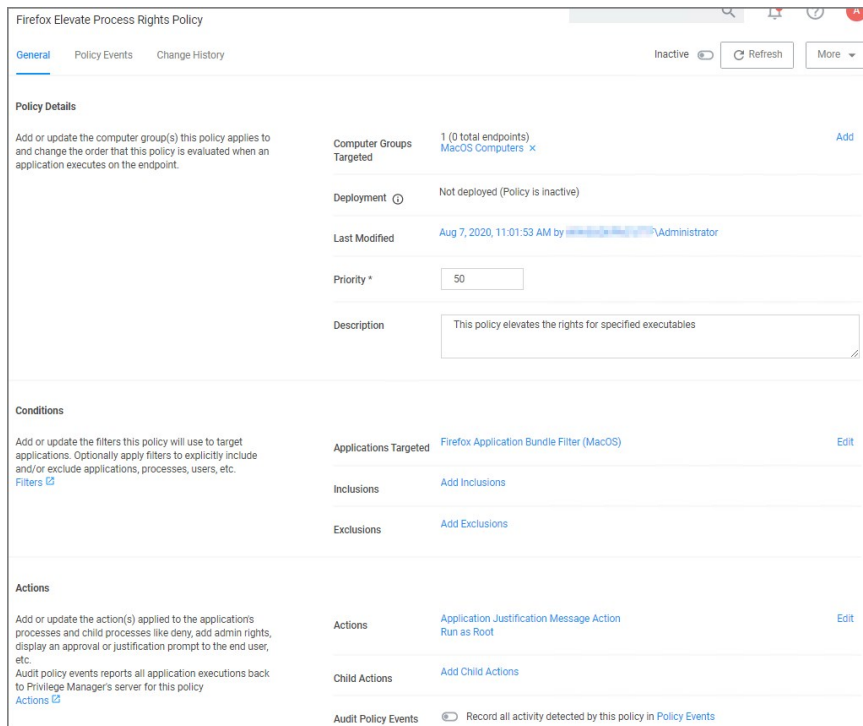 Firefox Elevate Process Rights Policy
A
General
Policy Events
Change History
Inactive
Refresh
More
Policy Details
Add or update the computer group(s) this policy applies to
and change the order that this policy is evaluated when an
application executes on the endpoint.
Computer Groups
Targeted
1 (0 total endpoints)
MacOS Computers ×
Add
Deployment
Not deployed (Policy is inactive)
Last Modified
Aug 7, 2020, 11:01:53 AM by \Administrator
Priority *
50
Description
This policy elevates the rights for specified executables
Conditions
Add or update the filters this policy will use to target
applications. Optionally apply filters to explicitly include
and/or exclude applications, processes, users, etc.
Filters
Applications Targeted
Firefox Application Bundle Filter (MacOS)
Edit
Inclusions
Add Inclusions
Exclusions
Add Exclusions
Actions
Add or update the action(s) applied to the application's
processes and child processes like deny, add admin rights,
display an approval or justification prompt to the end user,
etc.
Audit policy events reports all application executions back
to Privilege Manager's server for this policy
Actions
Actions
Application Justification Message Action
Run as Root
Edit
Child Actions
Add Child Actions
Audit Policy Events
Record all activity detected by this policy in Policy Events